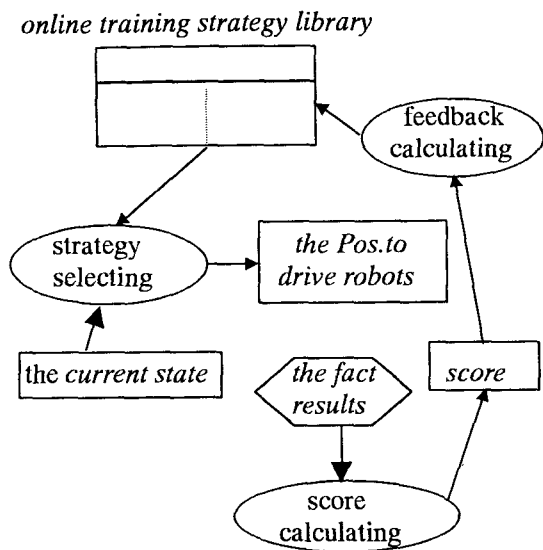 online training strategy library
feedback
calculating
strategy
selecting
the Pos.to
drive robots
the current state
the fact
results
score
score
calculating